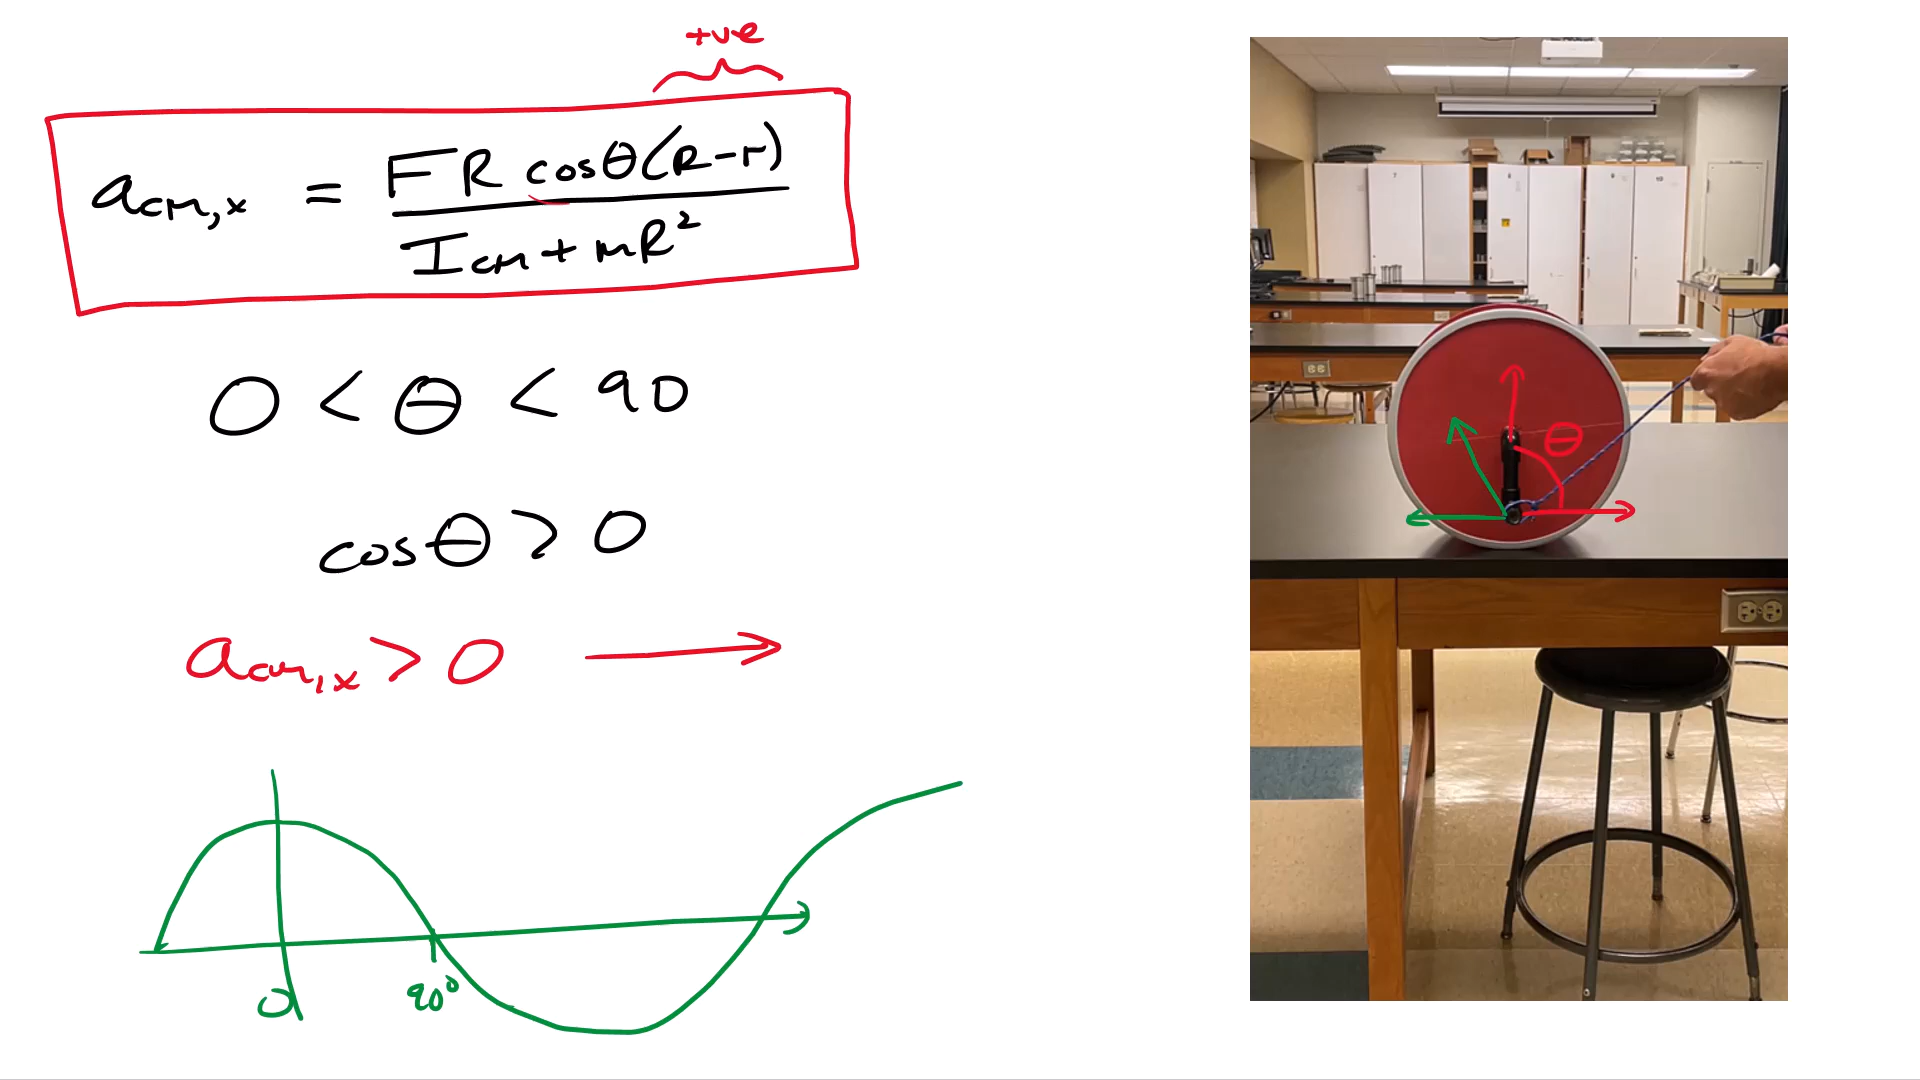 +ve
a_cm,x = FR cosθ(R-r) / I_cm + mR²
0 < θ < 90
cosθ > 0
a_cm,x > 0
0
90°
θ